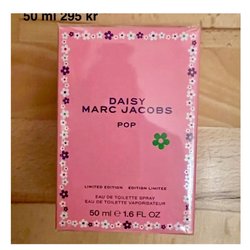 50 ml 295 kr
DAISY
MARC JACOBS
POP
LIMITED EDITION · EDITION LIMITÉE
EAU DE TOILETTE SPRAY
EAU DE TOILETTE VAPORISATEUR
50 ml ℮ 1.6 FL OZ